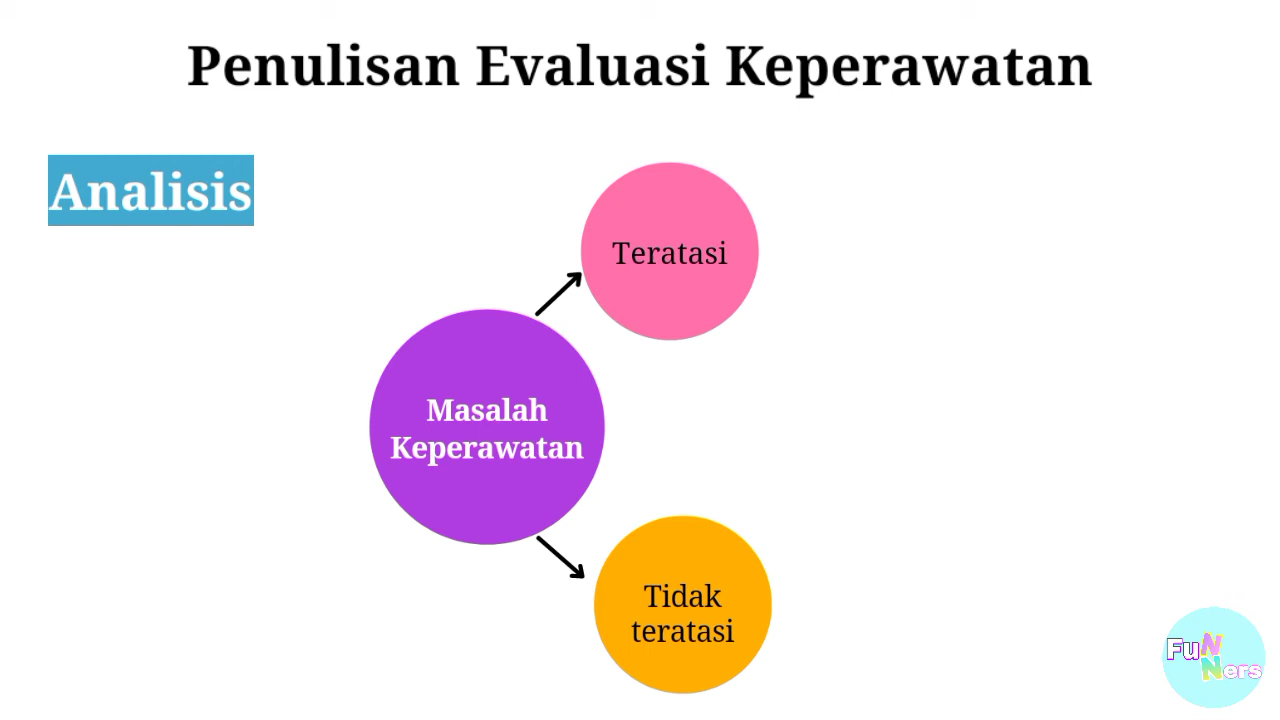 Penulisan Evaluasi Keperawatan
Analisis
Teratasi
Masalah
Keperawatan
Tidak
teratasi
FuN
Ners